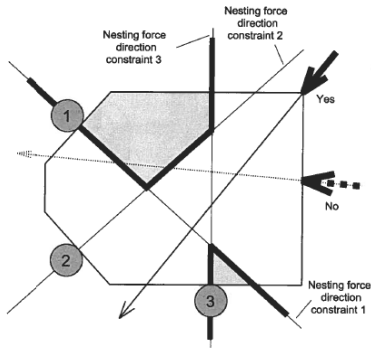 Nesting force
direction
constraint 2
Nesting force
direction
constraint 3
1
Yes
No
2
3
Nesting force
direction
constraint 1